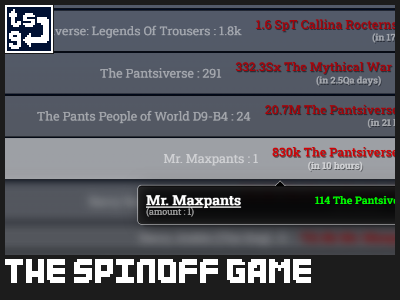 ts
g
verse: Legends Of Trousers : 1.8k
1.6 SpT Callina Rocterns
(in 17
The Pantsiverse : 291
332.3Sx The Mythical War
(in 2.5Qa days)
The Pants People of World D9-B4 : 24
20.7M The Pantsiverse
(in 21
Mr. Maxpants : 1
830k The Pantsiverse
(in 10 hours)
Mr. Maxpants
(amount : 1)
114 The Pantsive
THE SPINOFF GAME